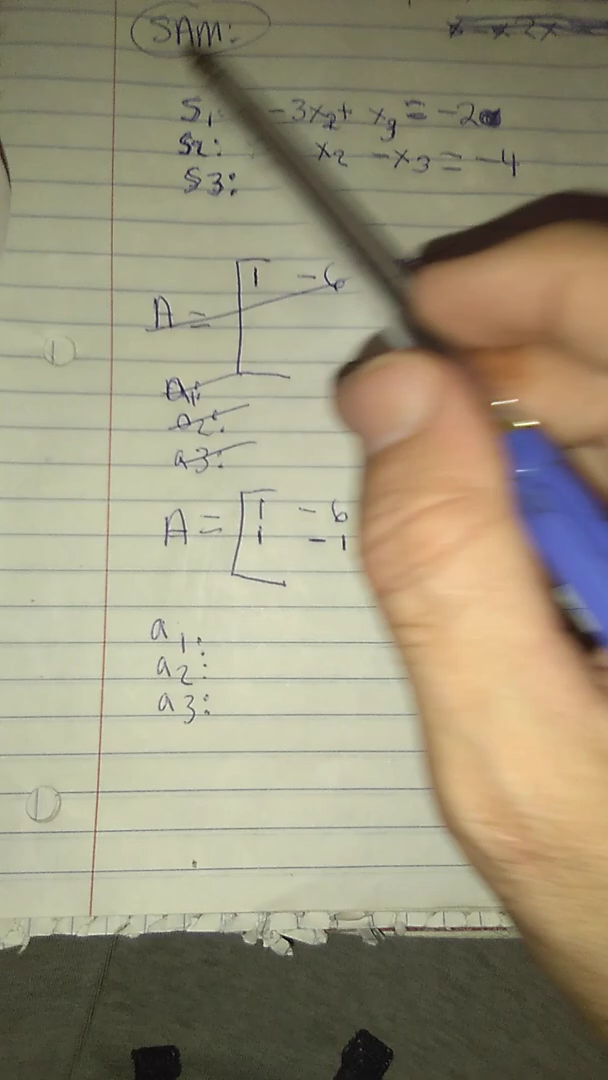 SAM:
S1: -3x2+ x3 = -2
S2: x2 -x3 = -4
S3:
A = [1 -6
a1:
a2:
a3:
A = [1 -6
1 -1
a1:
a2:
a3: